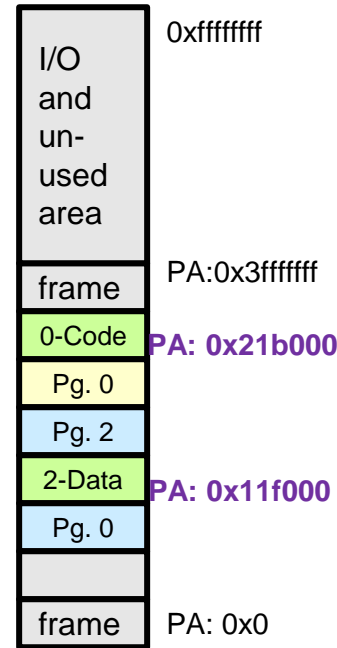 0xffffffff
I/O
and
un-
used
area
PA:0x3fffffff
frame
0-Code
PA: 0x21b000
Pg. 0
Pg. 2
2-Data
PA: 0x11f000
Pg. 0
frame
PA: 0x0